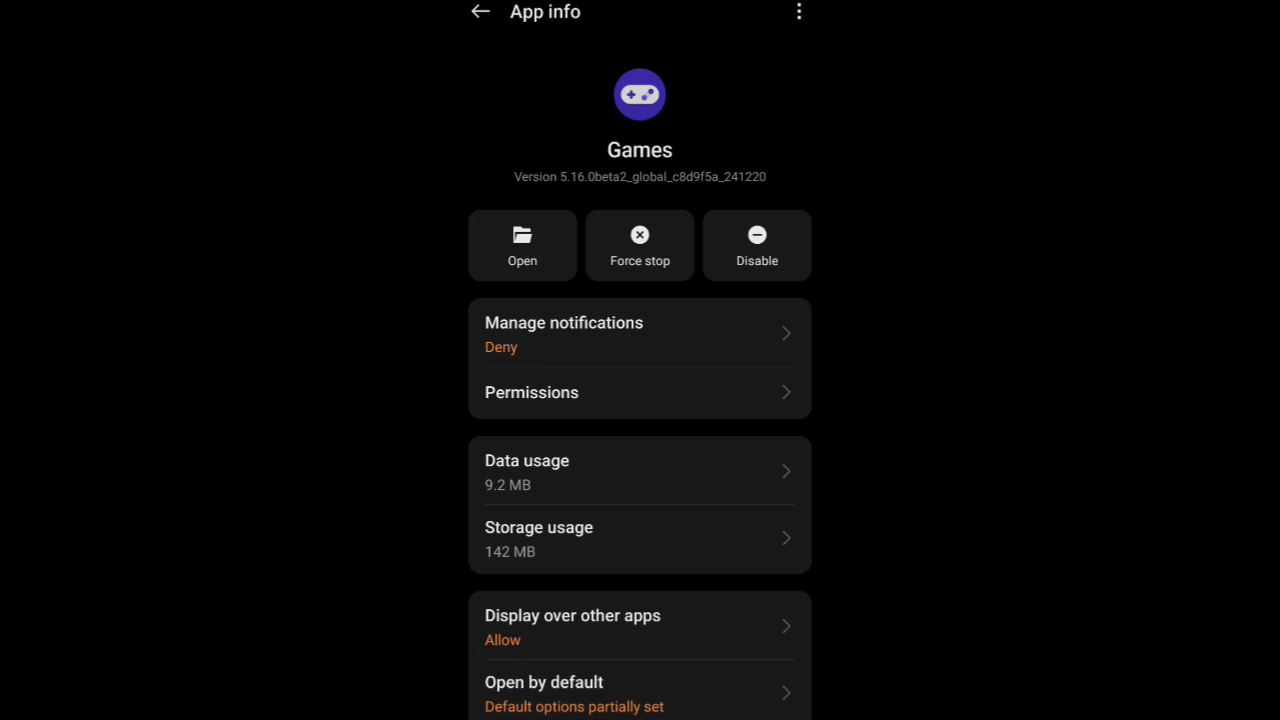 App info
Games
Version 5.16.0beta2_global_c8d9f5a_241220
Open
Force stop
Disable
Manage notifications
Deny
Permissions
Data usage
9.2 MB
Storage usage
142 MB
Display over other apps
Allow
Open by default
Default options partially set